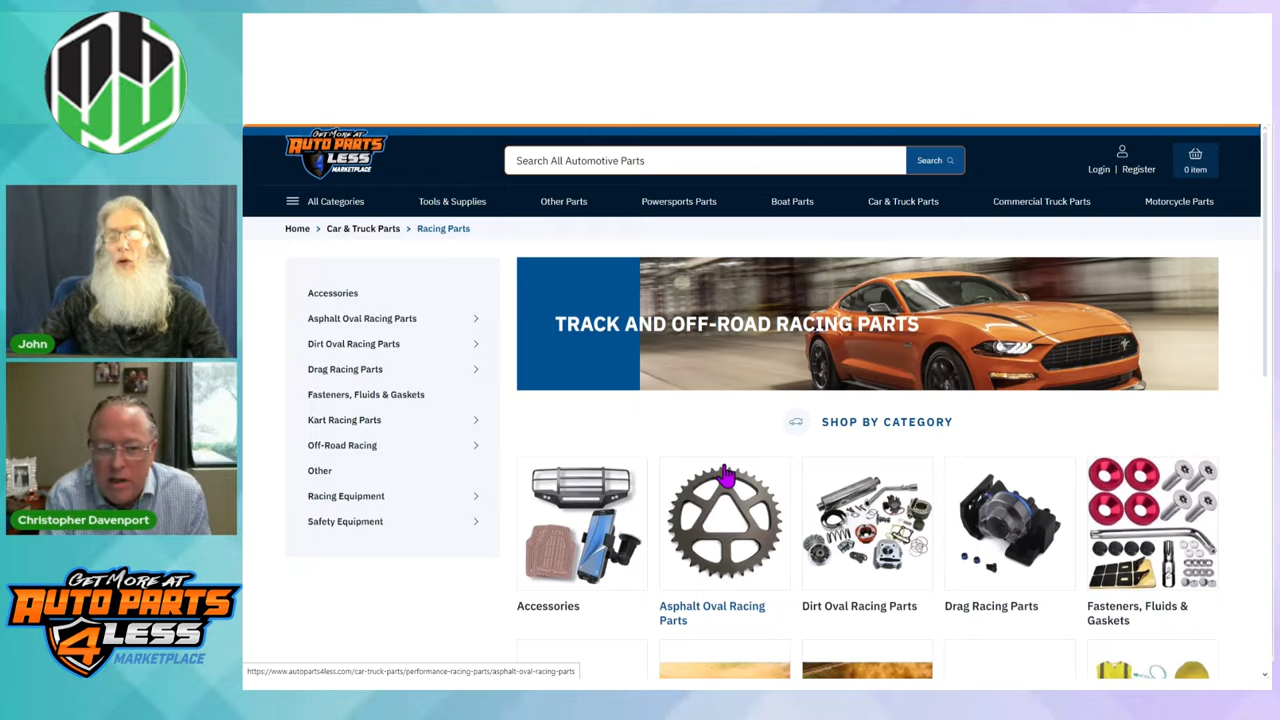 John
Christopher Davenport
GET MORE AT
AUTO PARTS
4 LESS
MARKETPLACE
GET MORE AT
AUTO PARTS
4 LESS
MARKETPLACE
Search All Automotive Parts
Search
Login | Register
0 item
All Categories
Tools & Supplies
Other Parts
Powersports Parts
Boat Parts
Car & Truck Parts
Commercial Truck Parts
Motorcycle Parts
Home > Car & Truck Parts > Racing Parts
Accessories
Asphalt Oval Racing Parts
Dirt Oval Racing Parts
Drag Racing Parts
Fasteners, Fluids & Gaskets
Kart Racing Parts
Off-Road Racing
Other
Racing Equipment
Safety Equipment
TRACK AND OFF-ROAD RACING PARTS
SHOP BY CATEGORY
Accessories
Asphalt Oval Racing
Parts
Dirt Oval Racing Parts
Drag Racing Parts
Fasteners, Fluids &
Gaskets
https://www.autoparts4less.com/car-truck-parts/performance-racing-parts/asphalt-oval-racing-parts